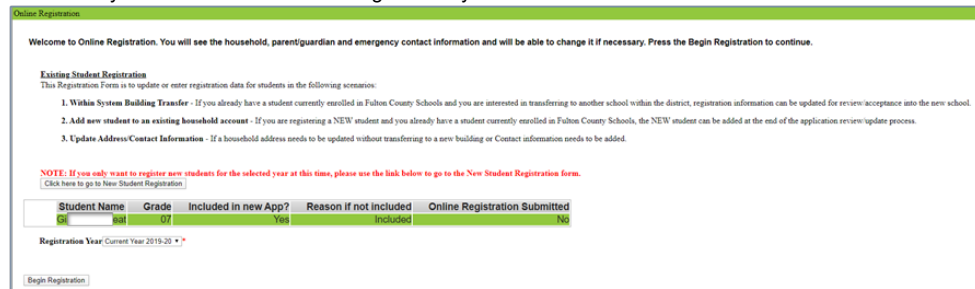 Online Registration
Welcome to Online Registration. You will see the household, parent/guardian and emergency contact information and will be able to change it if necessary. Press the Begin Registration to continue.
Existing Student Registration
This Registration Form is to update or enter registration data for students in the following scenarios:
1. Within System Building Transfer - If you already have a student currently enrolled in Fulton County Schools and you are interested in transferring to another school within the district, registration information can be updated for review/acceptance into the new school.
2. Add new student to an existing household account - If you are registering a NEW student and you already have a student currently enrolled in Fulton County Schools, the NEW student can be added at the end of the application review/update process.
3. Update Address/Contact Information - If a household address needs to be updated without transferring to a new building or Contact information needs to be added.
NOTE: If you only want to register new students for the selected year at this time, please use the link below to go to the New Student Registration form.
Click here to go to New Student Registration
Student Name Grade Included in new App? Reason if not included Online Registration Submitted
Gi eat 07 Yes Included No
Registration Year Current Year 2019-20 *
Begin Registration